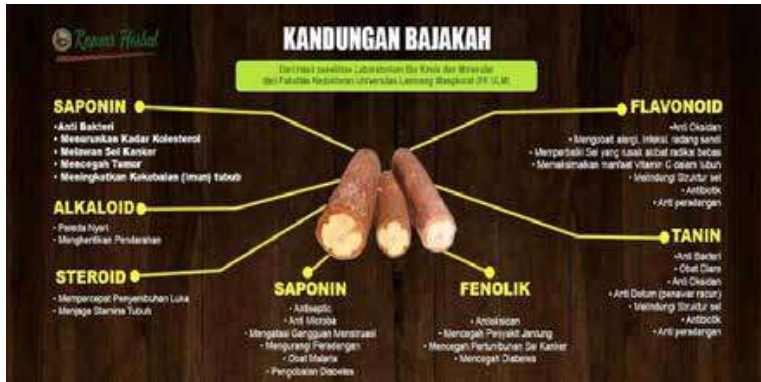 Repuas Herbal
KANDUNGAN BAJAKAH
Dari hasil penelitian Laboratorium Bio Kimia dan Molekuler
dari Fakultas Kedokteran Universitas Lambung Mangkurat (FK ULM)
SAPONIN
•Anti Bakteri
• Menurunkan Kadar Kolesterol
• Melawan Sel Kanker
• Mencegah Tumor
• Meningkatkan Kekebalan (Imun) tubuh
ALKALOID
• Pereda Nyeri
• Menghentikan Pendarahan
STEROID
• Mempercepat Penyembuhan Luka
• Menjaga Stamina Tubuh
SAPONIN
• Antiseptic
• Anti Microba
• Mengatasi Gangguan Menstruasi
• Mengurangi Peradangan
• Obat Malaria
• Pengobatan Diabetes
FENOLIK
• Antioksidan
• Mencegah Penyakit Jantung
• Mencegah Pertumbuhan Sel Kanker
• Mencegah Diabetes
FLAVONOID
•Anti Oksidan
• Mengobati alergi, infeksi, radang sendi
• Memperbaiki Sel yang rusak akibat radikal bebas
• Memaksimalkan manfaat Vitamin C dalam tubuh
• Melindungi Struktur sel
• Antibiotik
• Anti peradangan
TANIN
•Anti Bakteri
• Obat Diare
• Anti Oksidan
• Anti Dotum (penawar racun)
• Melindungi Struktur sel
• Antibiotik
• Anti peradangan